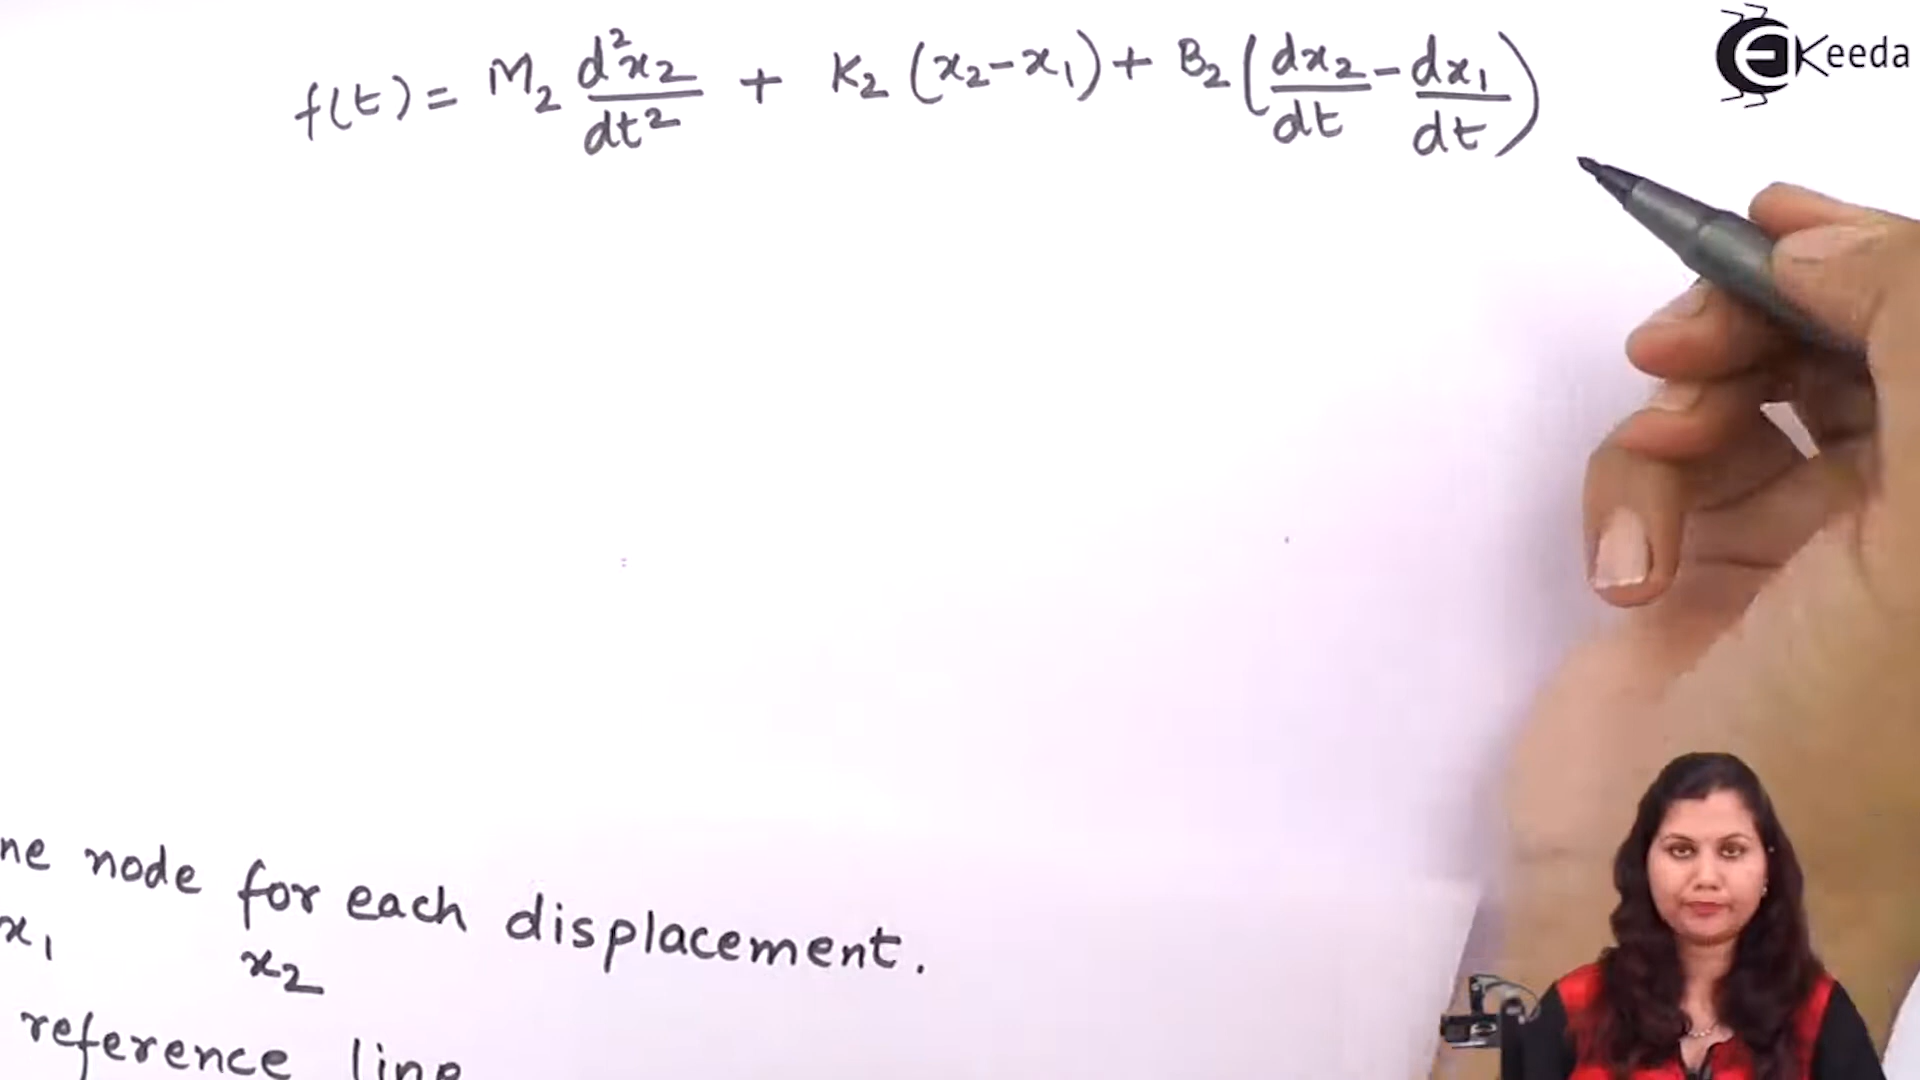 f(t) = M₂ d²x₂/dt² + K₂ (x₂-x₁) + B₂ (dx₂/dt - dx₁/dt)
EKeeda
ne node for each displacement.
x₁ x₂
reference line